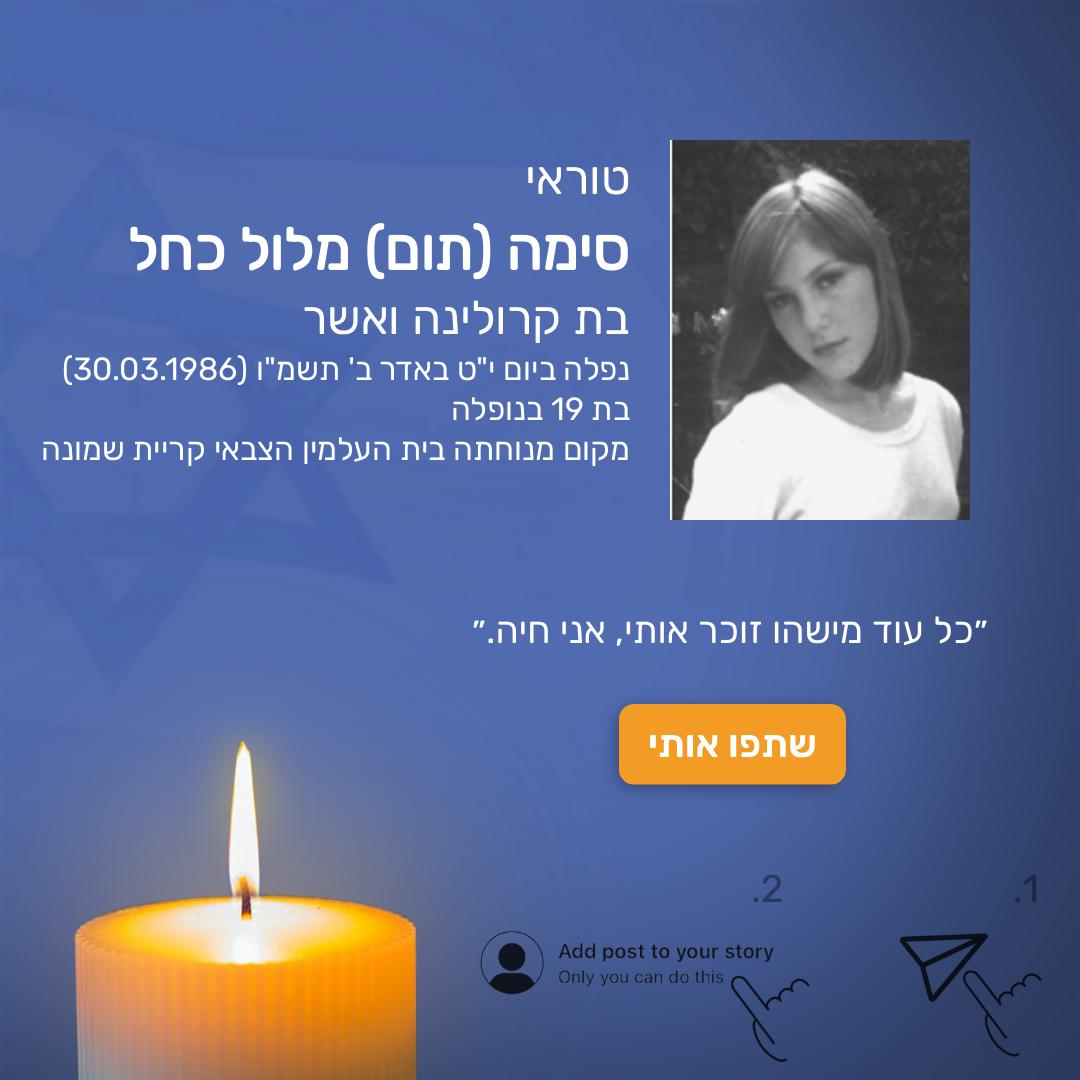 טוראי
סימה (תום) מלול כחל
בת קרולינה ואשר
נפלה ביום י"ט באדר ב' תשמ"ו (30.03.1986)
בת 19 בנופלה
מקום מנוחתה בית העלמין הצבאי קריית שמונה
״כל עוד מישהו זוכר אותי, אני חיה.״
שתפו אותי
.1
.2
Add post to your story
Only you can do this